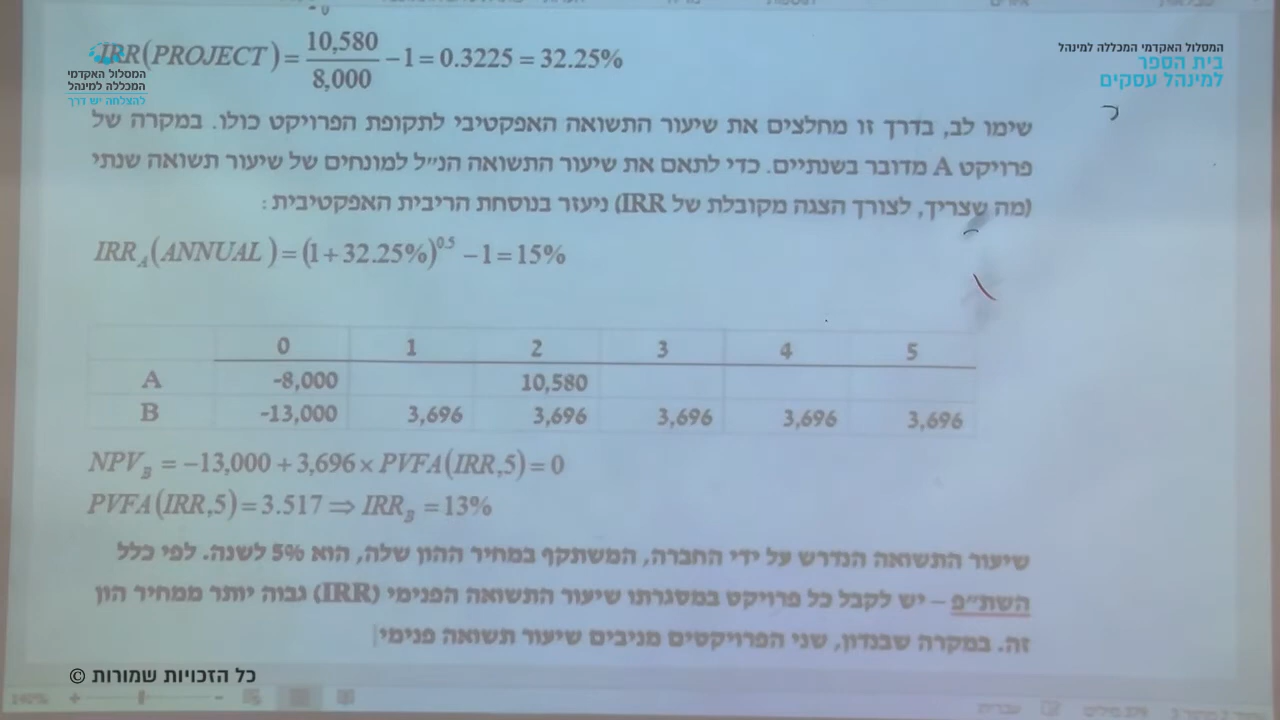 IRR(PROJECT) = 10,580 / 8,000 − 1 = 0.3225 = 32.25%
המסלול האקדמי המכללה למינהל
בית הספר
למינהל עסקים
המסלול האקדמי
המכללה למינהל
להצלחה יש דרך
שימו לב, בדרך זו מחלצים את שיעור התשואה האפקטיבי לתקופת הפרויקט כולו. במקרה של
פרויקט A מדובר בשנתיים. כדי לתאם את שיעור התשואה הנ״ל למונחים של שיעור תשואה שנתי
(מה שצריך, לצורך הצגה מקובלת של IRR) ניעזר בנוסחת הריבית האפקטיבית:
IRR_A(ANNUAL) = (1 + 32.25%)^0.5 − 1 = 15%
0 1 2 3 4 5
A -8,000 10,580
B -13,000 3,696 3,696 3,696 3,696 3,696
NPV_B = −13,000 + 3,696 × PVFA(IRR,5) = 0
PVFA(IRR,5) = 3.517 ⇒ IRR_B = 13%
שיעור התשואה הנדרש על ידי החברה, המשתקף במחיר ההון שלה, הוא 5% לשנה. לפי כלל
השת״פ – יש לקבל כל פרויקט במסגרתו שיעור התשואה הפנימי (IRR) גבוה יותר ממחיר הון
זה. במקרה שבנדון, שני הפרויקטים מניבים שיעור תשואה פנימי
כל הזכויות שמורות ©
עברית